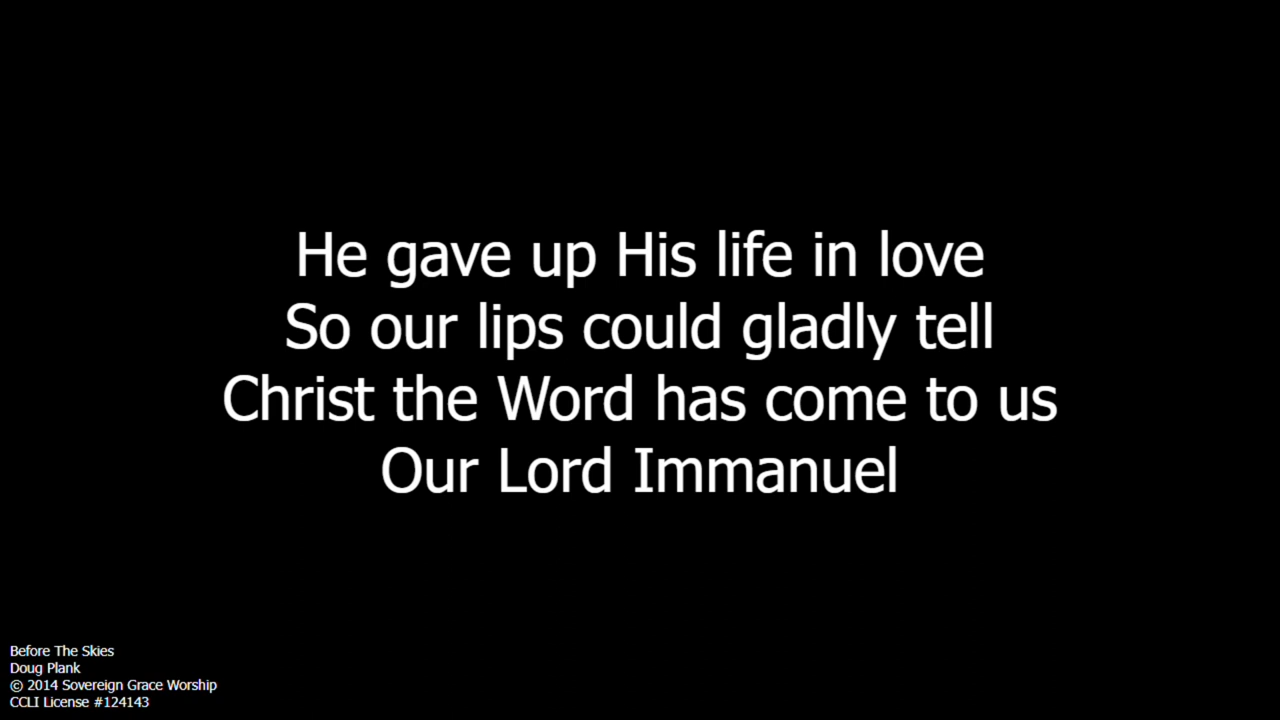 He gave up His life in love
So our lips could gladly tell
Christ the Word has come to us
Our Lord Immanuel
Before The Skies
Doug Plank
© 2014 Sovereign Grace Worship
CCLI License #124143